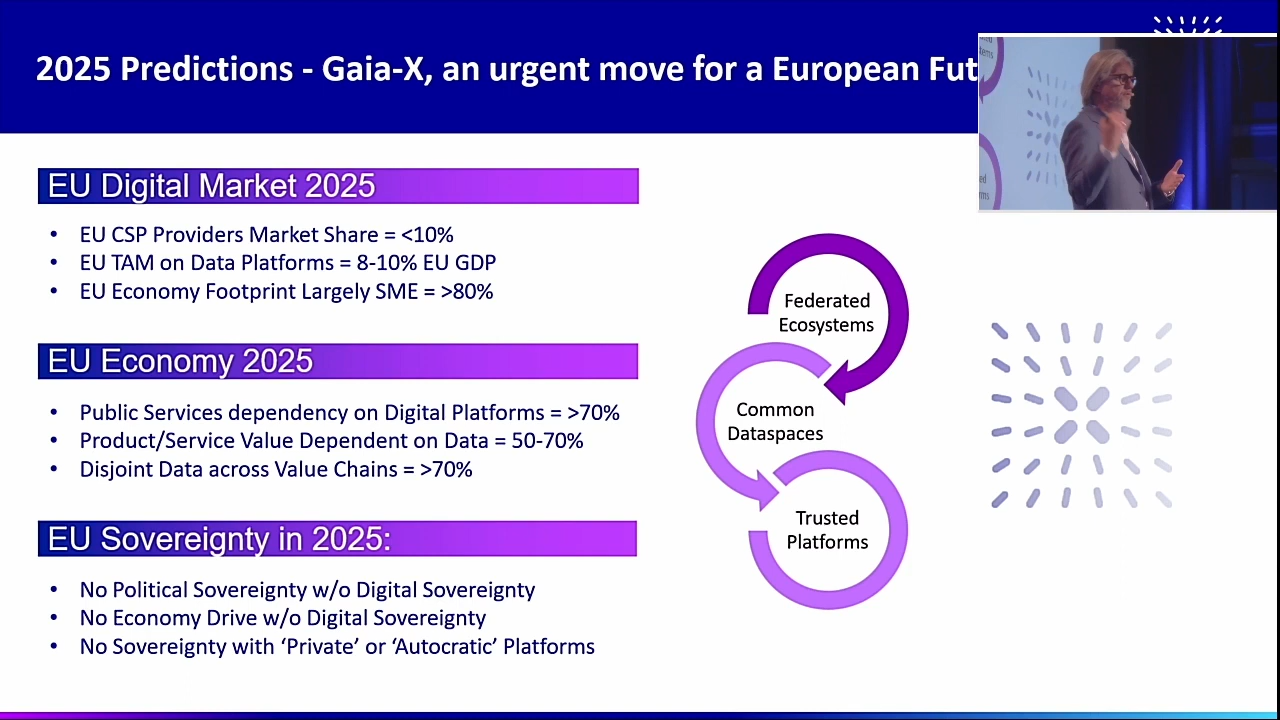 2025 Predictions - Gaia-X, an urgent move for a European Fut
EU Digital Market 2025
• EU CSP Providers Market Share = <10%
• EU TAM on Data Platforms = 8-10% EU GDP
• EU Economy Footprint Largely SME = >80%
EU Economy 2025
• Public Services dependency on Digital Platforms = >70%
• Product/Service Value Dependent on Data = 50-70%
• Disjoint Data across Value Chains = >70%
EU Sovereignty in 2025:
• No Political Sovereignty w/o Digital Sovereignty
• No Economy Drive w/o Digital Sovereignty
• No Sovereignty with ‘Private’ or ‘Autocratic’ Platforms
Federated
Ecosystems
Common
Dataspaces
Trusted
Platforms